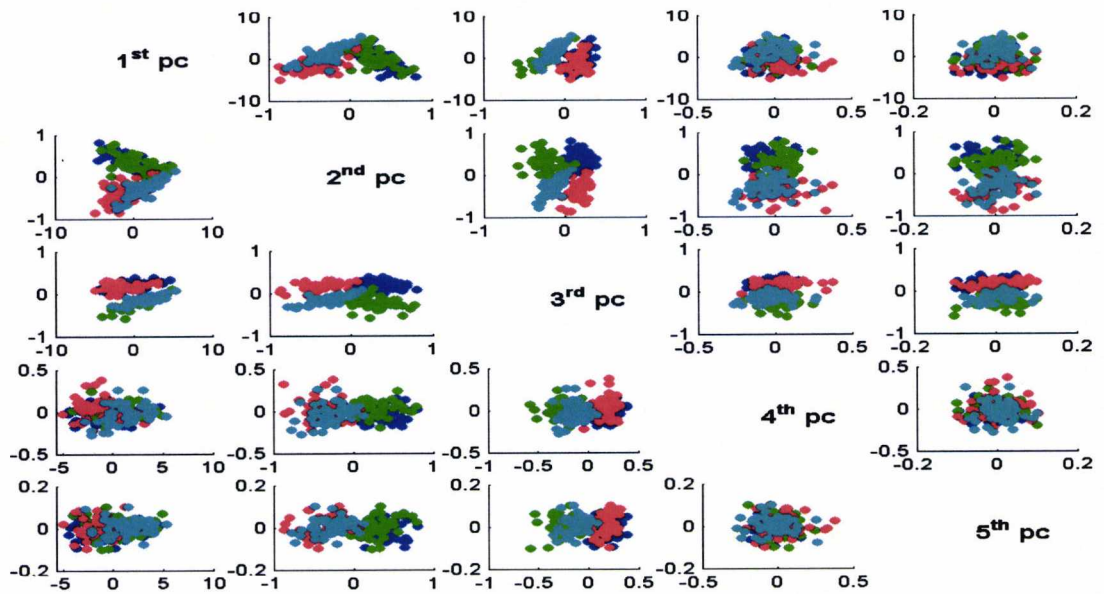 10 10 10 10
1st pc 0 0 0 0
-10 -10 -10 -10
-1 0 1 -1 0 1 -0.5 0 0.5 -0.2 0 0.2
1 1 1 1
0 2nd pc 0 0 0
-1 -1 -1 -1
-10 0 10 -1 0 1 -0.5 0 0.5 -0.2 0 0.2
1 1 1 1
0 0 3rd pc 0 0
-1 -1 -1 -1
-10 0 10 -1 0 1 -0.5 0 0.5 -0.2 0 0.2
0.5 0.5 0.5 0.5
0 0 0 4th pc 0
-0.5 -0.5 -0.5 -0.5
-5 0 5 10 -1 0 1 -1 -0.5 0 0.5 -0.2 0 0.2
0.2 0.2 0.2 0.2
0 0 0 0 5th pc
-0.2 -0.2 -0.2 -0.2
-5 0 5 10 -1 0 1 -1 -0.5 0 0.5 -0.5 0 0.5